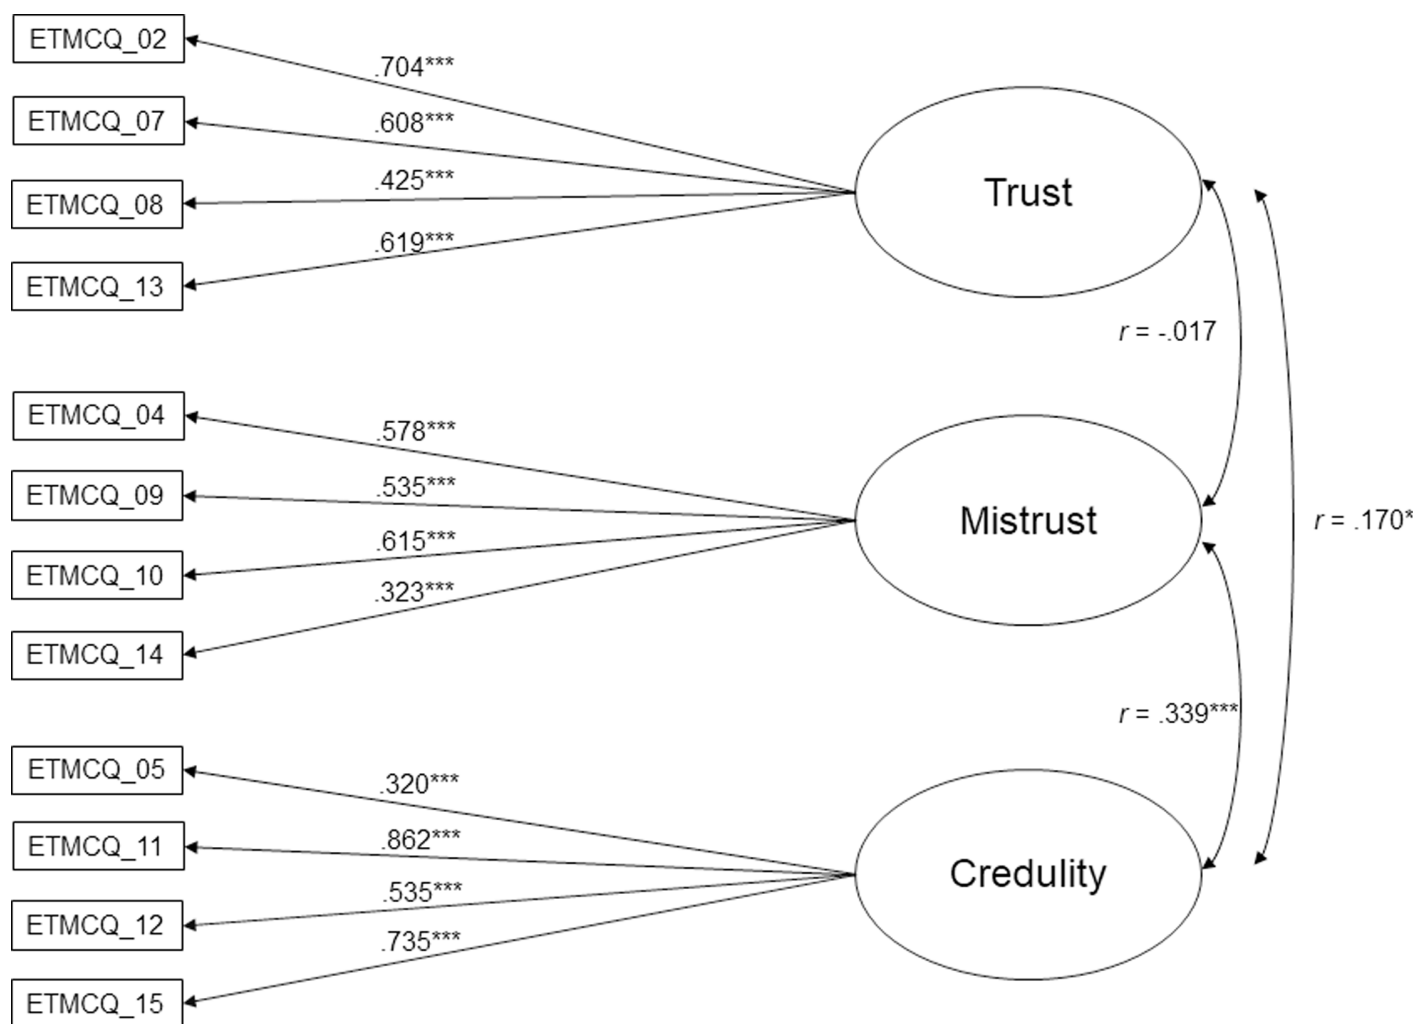 ETMCQ_02
.704***
ETMCQ_07
.608***
ETMCQ_08
.425***
ETMCQ_13
.619***
Trust
r = -.017
ETMCQ_04
.578***
ETMCQ_09
.535***
ETMCQ_10
.615***
ETMCQ_14
.323***
Mistrust
r = .170*
r = .339***
ETMCQ_05
.320***
ETMCQ_11
.862***
ETMCQ_12
.535***
ETMCQ_15
.735***
Credulity